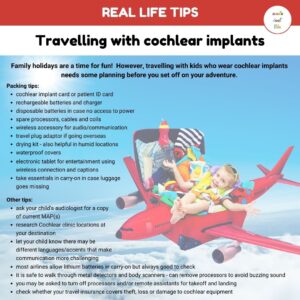 REAL LIFE TIPS
Travelling with cochlear implants
Family holidays are a time for fun! However, travelling with kids who wear cochlear implants
needs some planning before you set off on your adventure.
Packing tips:
• cochlear implant card or patient ID card
• rechargeable batteries and charger
• disposable batteries in case no access to power
• spare processors, cables and coils
• wireless accessory for audio/communication
• travel plug adaptor if going overseas
• drying kit - also helpful in humid locations
• waterproof covers
• electronic tablet for entertainment using
wireless connection and captions
• take essentials in carry-on in case luggage
goes missing
Other tips:
• ask your child's audiologist for a copy
of current MAP(s)
• research Cochlear clinic locations at
your destination
• let your child know there may be
different languages/accents that make
communication more challenging
• most airlines allow lithium batteries in carry-on but always good to check
• it is safe to walk through metal detectors and body scanners - can remove processors to avoid buzzing sound
• you may be asked to turn off processors and/or remote assistants for takeoff and landing
• check whether your travel insurance covers theft, loss or damage to cochlear equipment